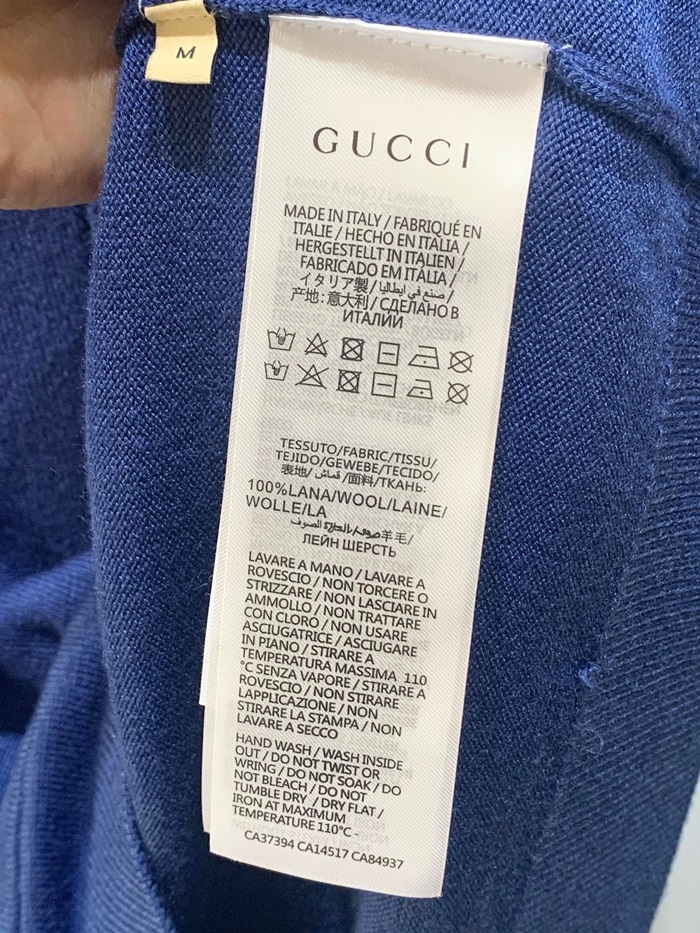 M
GUCCI
MADE IN ITALY / FABRIQUÉ EN
ITALIE / HECHO EN ITALIA /
HERGESTELLT IN ITALIEN /
FABRICADO EM ITÀLIA /
イタリア製 / صنع في ايطاليا /
产地: 意大利 / СДЕЛАНО В
ИТАЛИЙ
TESSUTO/FABRIC/TISSU/
TEJIDO/GEWEBE/TECIDO/
表地/ قماش /面料/ТКАНЬ:
100%LANA/WOOL/LAINE/
WOLLE/LA
الصوف 羊毛/
ЛЕЙН ШЕРСТЬ
LAVARE A MANO / LAVARE A
ROVESCIO / NON TORCERE O
STRIZZARE / NON LASCIARE IN
AMMOLLO / NON TRATTARE
CON CLORO / NON USARE
ASCIUGATRICE / ASCIUGARE
IN PIANO / STIRARE A
TEMPERATURA MASSIMA 110
°C SENZA VAPORE / STIRARE A
ROVESCIO / NON STIRARE
LAPPLICAZIONE / NON
STIRARE LA STAMPA / NON
LAVARE A SECCO
HAND WASH / WASH INSIDE
OUT / DO NOT TWIST OR
WRING / DO NOT SOAK / DO
NOT BLEACH / DO NOT
TUMBLE DRY / DRY FLAT /
IRON AT MAXIMUM
TEMPERATURE 110°C -
CA37394 CA14517 CA84937